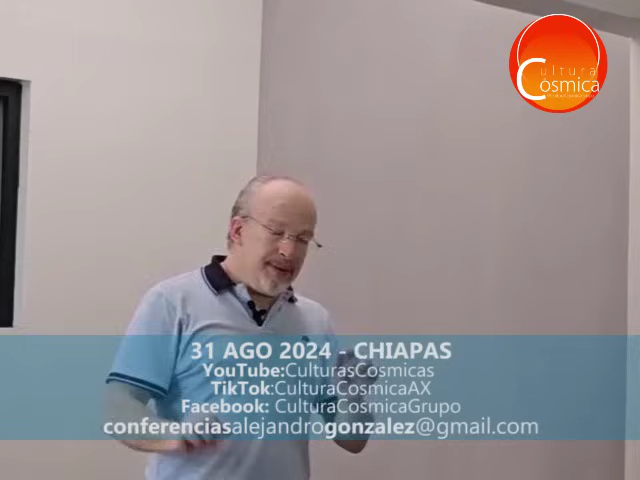 Cultura
Cósmica
31 AGO 2024 - CHIAPAS
YouTube:CulturasCosmicas
TikTok:CulturaCosmicaAX
Facebook: CulturaCosmicaGrupo
conferenciasalejandrogonzalez@gmail.com